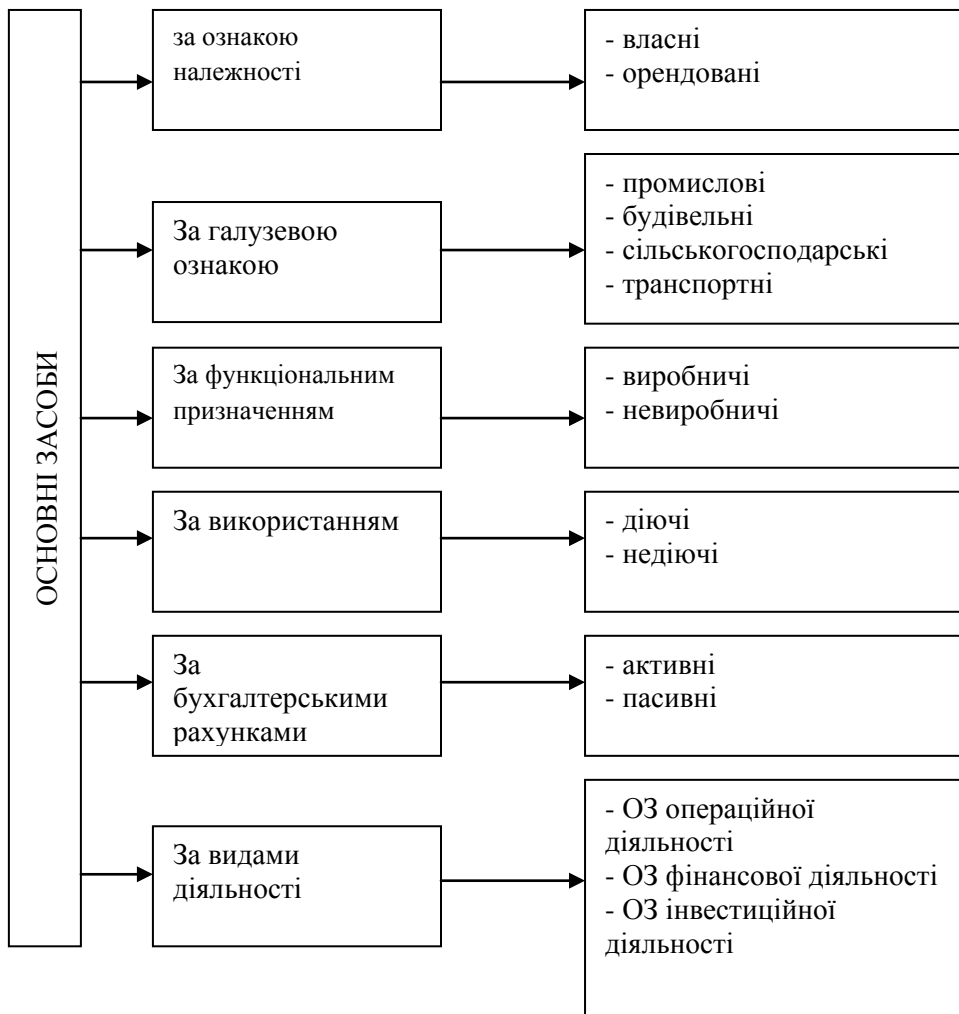 ОСНОВНІ ЗАСОБИ
за ознакою
належності
- власні
- орендовані
За галузевою
ознакою
- промислові
- будівельні
- сільськогосподарські
- транспортні
За функціональним
призначенням
- виробничі
- невиробничі
За використанням
- діючі
- недіючі
За
бухгалтерськими
рахунками
- активні
- пасивні
За видами
діяльності
- ОЗ операційної
діяльності
- ОЗ фінансової діяльності
- ОЗ інвестиційної
діяльності